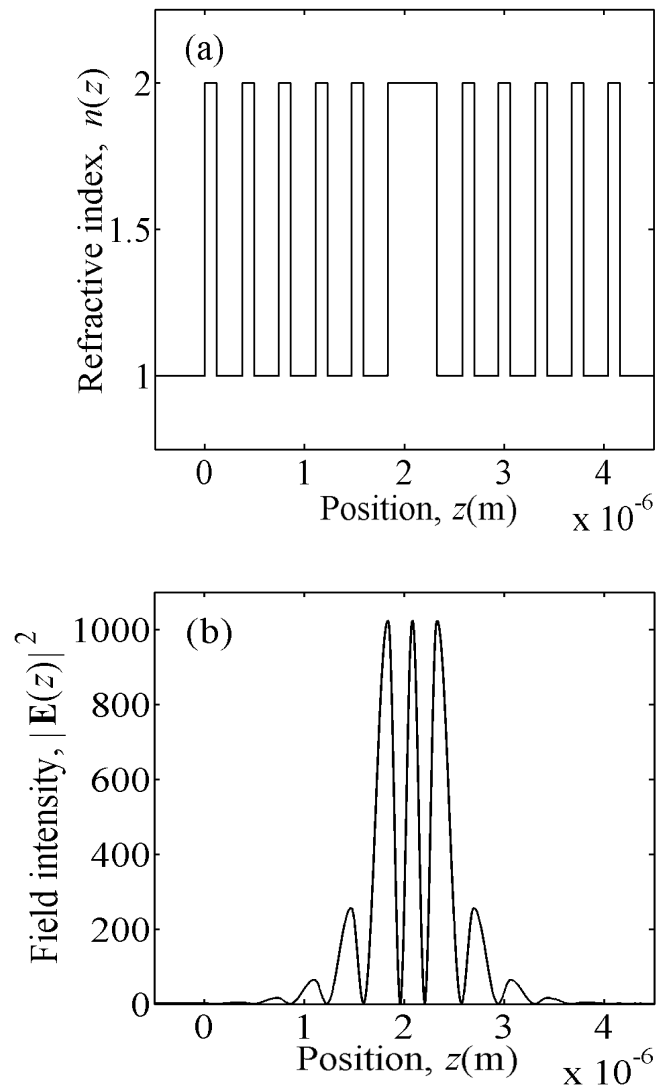 (a)
Refractive index, n(z)
2
1.5
1
0 1 2 3 4
Position, z(m)
x 10^-6
(b)
Field intensity, |E(z)|^2
1000
800
600
400
200
0
0 1 2 3 4
Position, z(m)
x 10^-6